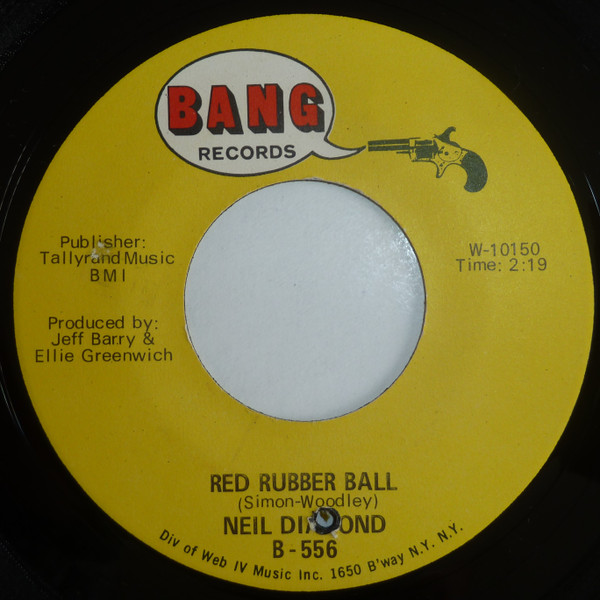 BANG
RECORDS
Publisher:
Tallyrand Music
BMI
W-10150
Time: 2:19
Produced by:
Jeff Barry &
Ellie Greenwich
RED RUBBER BALL
(Simon-Woodley)
NEIL DIAMOND
B-556
Div of Web IV Music Inc. 1650 B'way N.Y. N.Y.